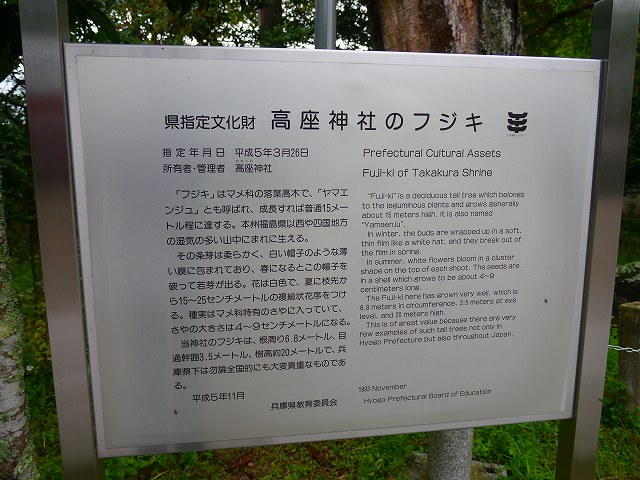 県指定文化財 高座神社のフジキ
指定年月日 平成5年3月26日
所有者・管理者 高座神社
「フジキ」はマメ科の落葉高木で、「ヤマエ
ンジュ」とも呼ばれ、成長すれば普通15メー
トル程に達する。本州福島県以西や四国地方
の湿気の多い山中にまれに生える。
その条芽は柔らかく、白い帽子のような薄
い膜に包まれており、春になるとこの帽子を
破って若芽が出る。花は白色で、夏に枝先か
ら15～25センチメートルの複総状花序をつけ
る。種実はマメ科特有のさやに入っていて、
さやの大きさは4～9センチメートルになる。
当神社のフジキは、根周り6.8メートル、目
通幹囲3.5メートル、樹高約20メートルで、兵
庫県下は勿論全国的にも大変貴重なものであ
る。
平成5年11月
兵庫県教育委員会
Prefectural Cultural Assets
Fuji-ki of Takakura Shrine
"Fuji-ki" is a deciduous tall tree which belongs
to the leguminous plants and grows generally
about 15 meters high. It is also named
"Yamaenju".
In winter, the buds are wrapped up in a soft,
thin film like a white hat, and they break out of
the film in spring.
In summer, white flowers bloom in a cluster
shape on the top of each shoot. The seeds are
in a shell which grows to be about 4～9
centimeters long.
The Fuji-ki here has grown very well, which is
6.8 meters in circumference, 3.5 meters at eye
level, and 20 meters high.
This is of great value because there are very
few examples of such tall trees not only in
Hyogo Prefecture but also throughout Japan.
1993 November
Hyogo Prefectural Board of Education